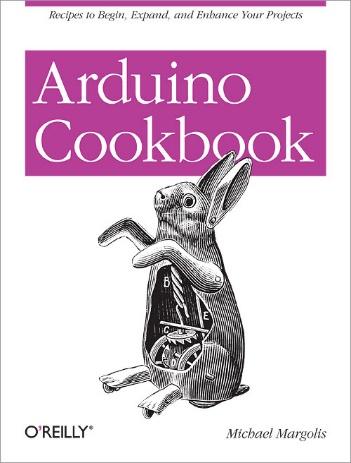 Recipes to Begin, Expand, and Enhance Your Projects
Arduino
Cookbook
D
E
C
O'REILLY®
Michael Margolis